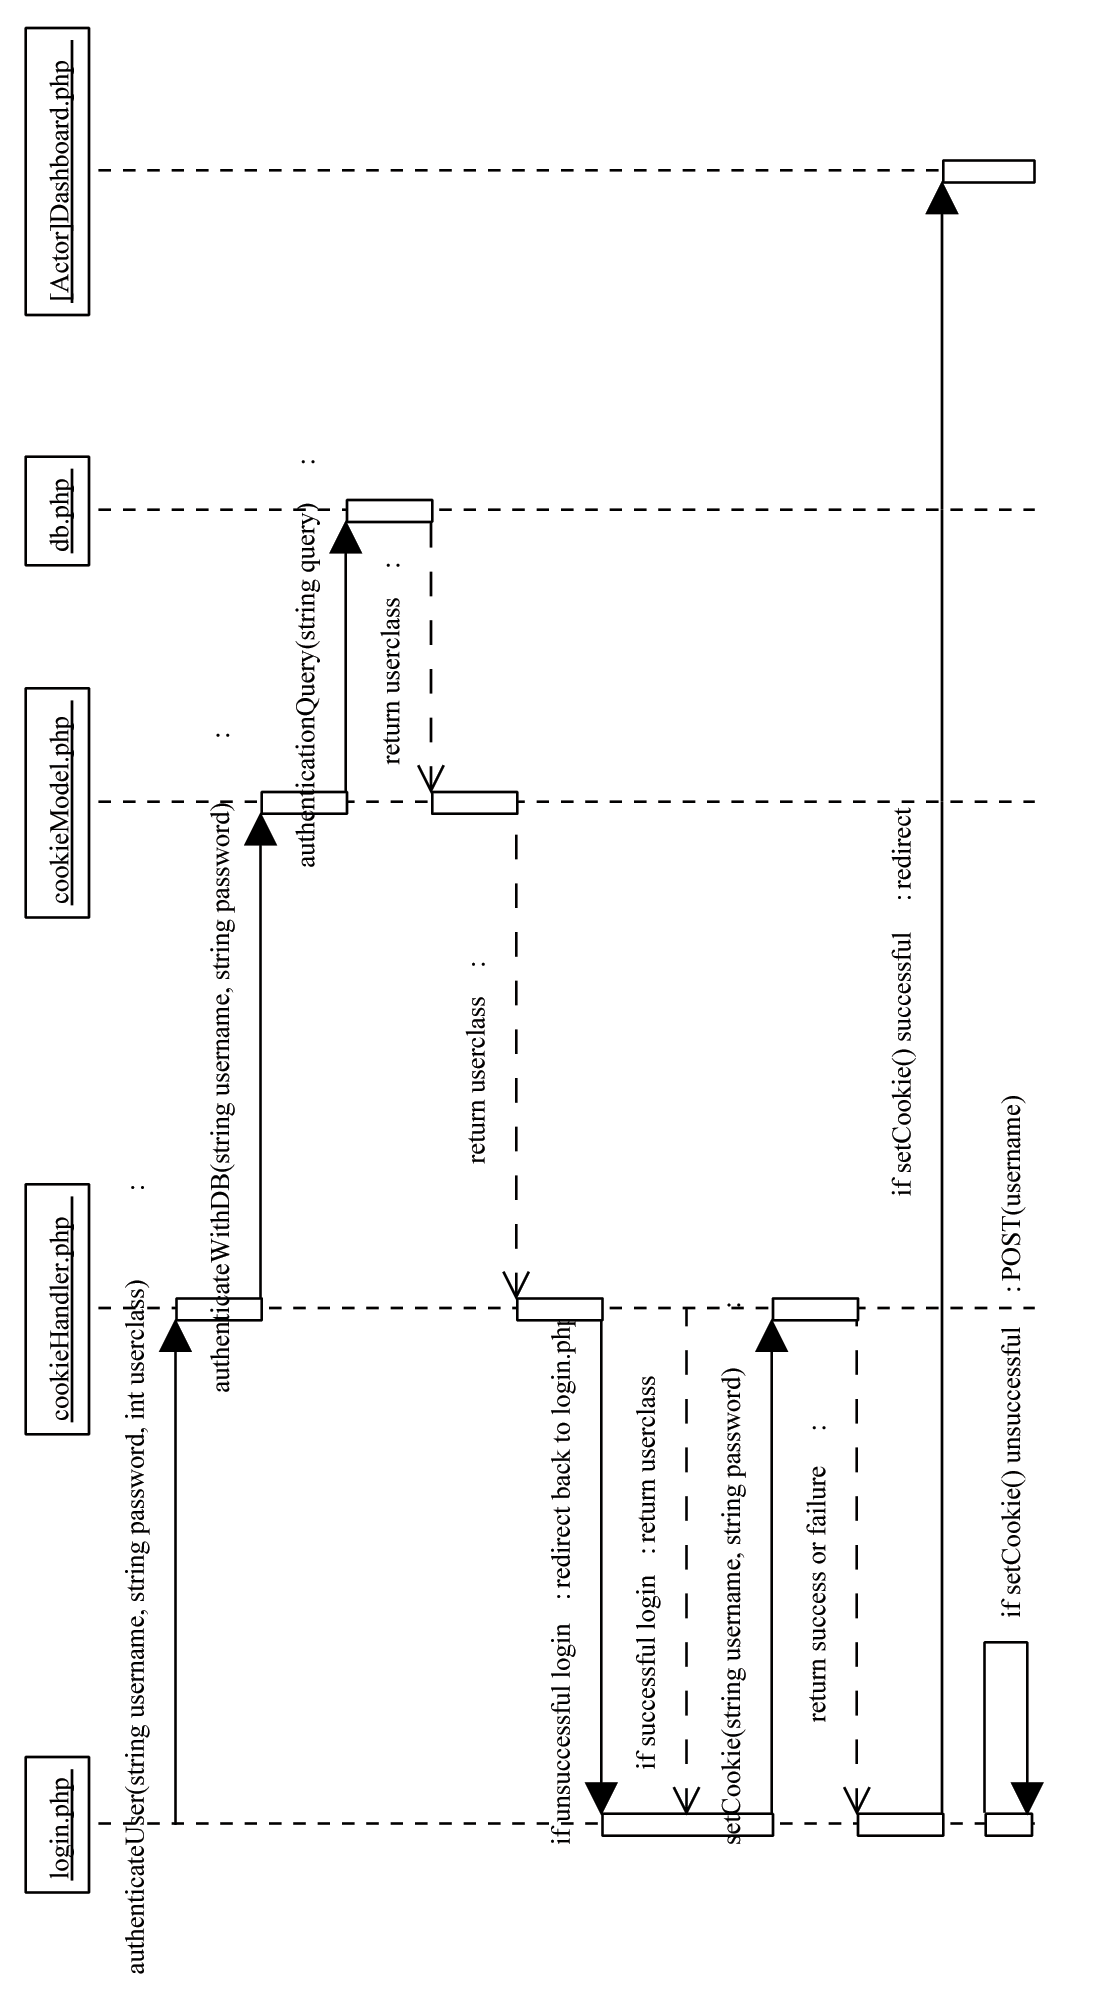 login.php
cookieHandler.php
cookieModel.php
db.php
[Actor]Dashboard.php
authenticateUser(string username, string password, int userclass) :
authenticateWithDB(string username, string password) :
authenticationQuery(string query) :
return userclass :
return userclass :
if unsuccessful login : redirect back to login.php
if successful login : return userclass
setCookie(string username, string password) :
return success or failure :
if setCookie() successful : redirect
if setCookie() unsuccessful : POST(username)